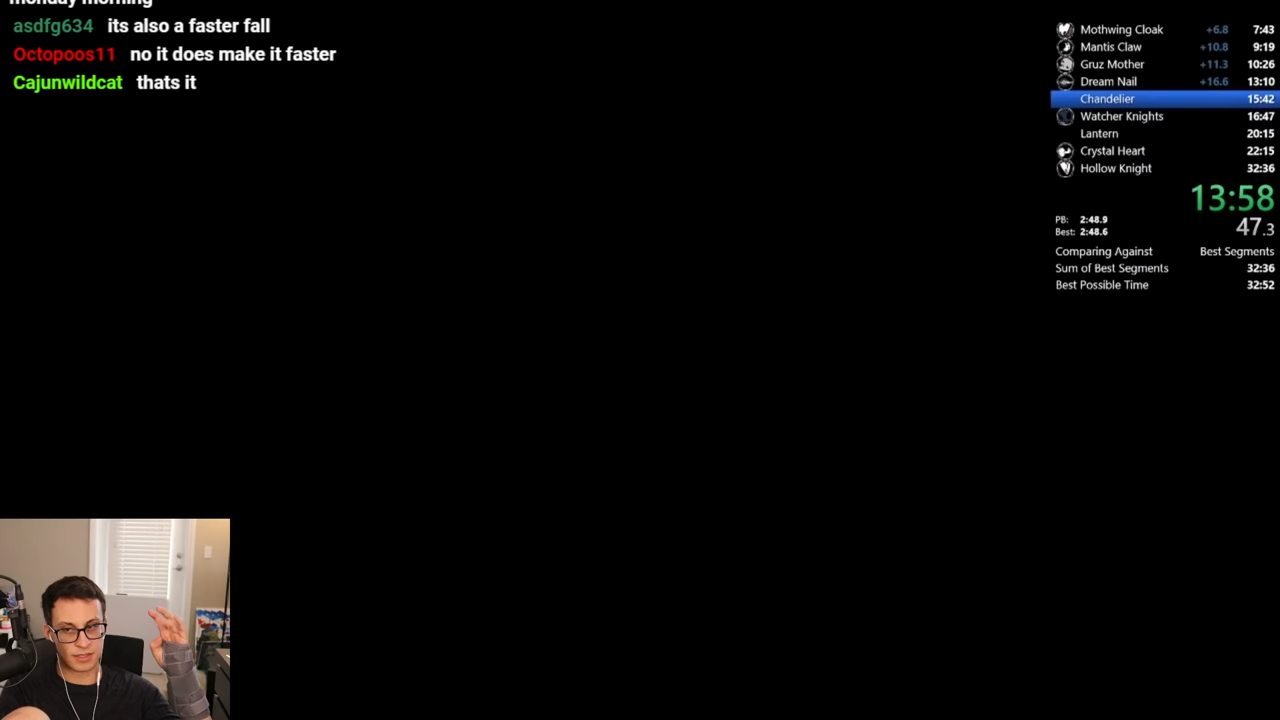 monday morning
asdfg634 its also a faster fall
Octopoos11 no it does make it faster
Cajunwildcat thats it
Mothwing Cloak +6.8 7:43
Mantis Claw +10.8 9:19
Gruz Mother +11.3 10:26
Dream Nail +16.6 13:10
Chandelier 15:42
Watcher Knights 16:47
Lantern 20:15
Crystal Heart 22:15
Hollow Knight 32:36
13:58
PB: 2:48.9
Best: 2:48.6
47.3
Comparing Against Best Segments
Sum of Best Segments 32:36
Best Possible Time 32:52